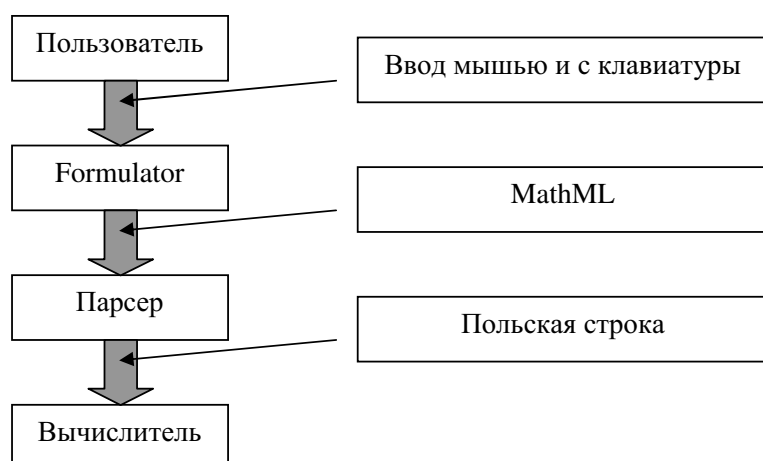 Пользователь
Ввод мышью и с клавиатуры
Formulator
MathML
Парсер
Польская строка
Вычислитель